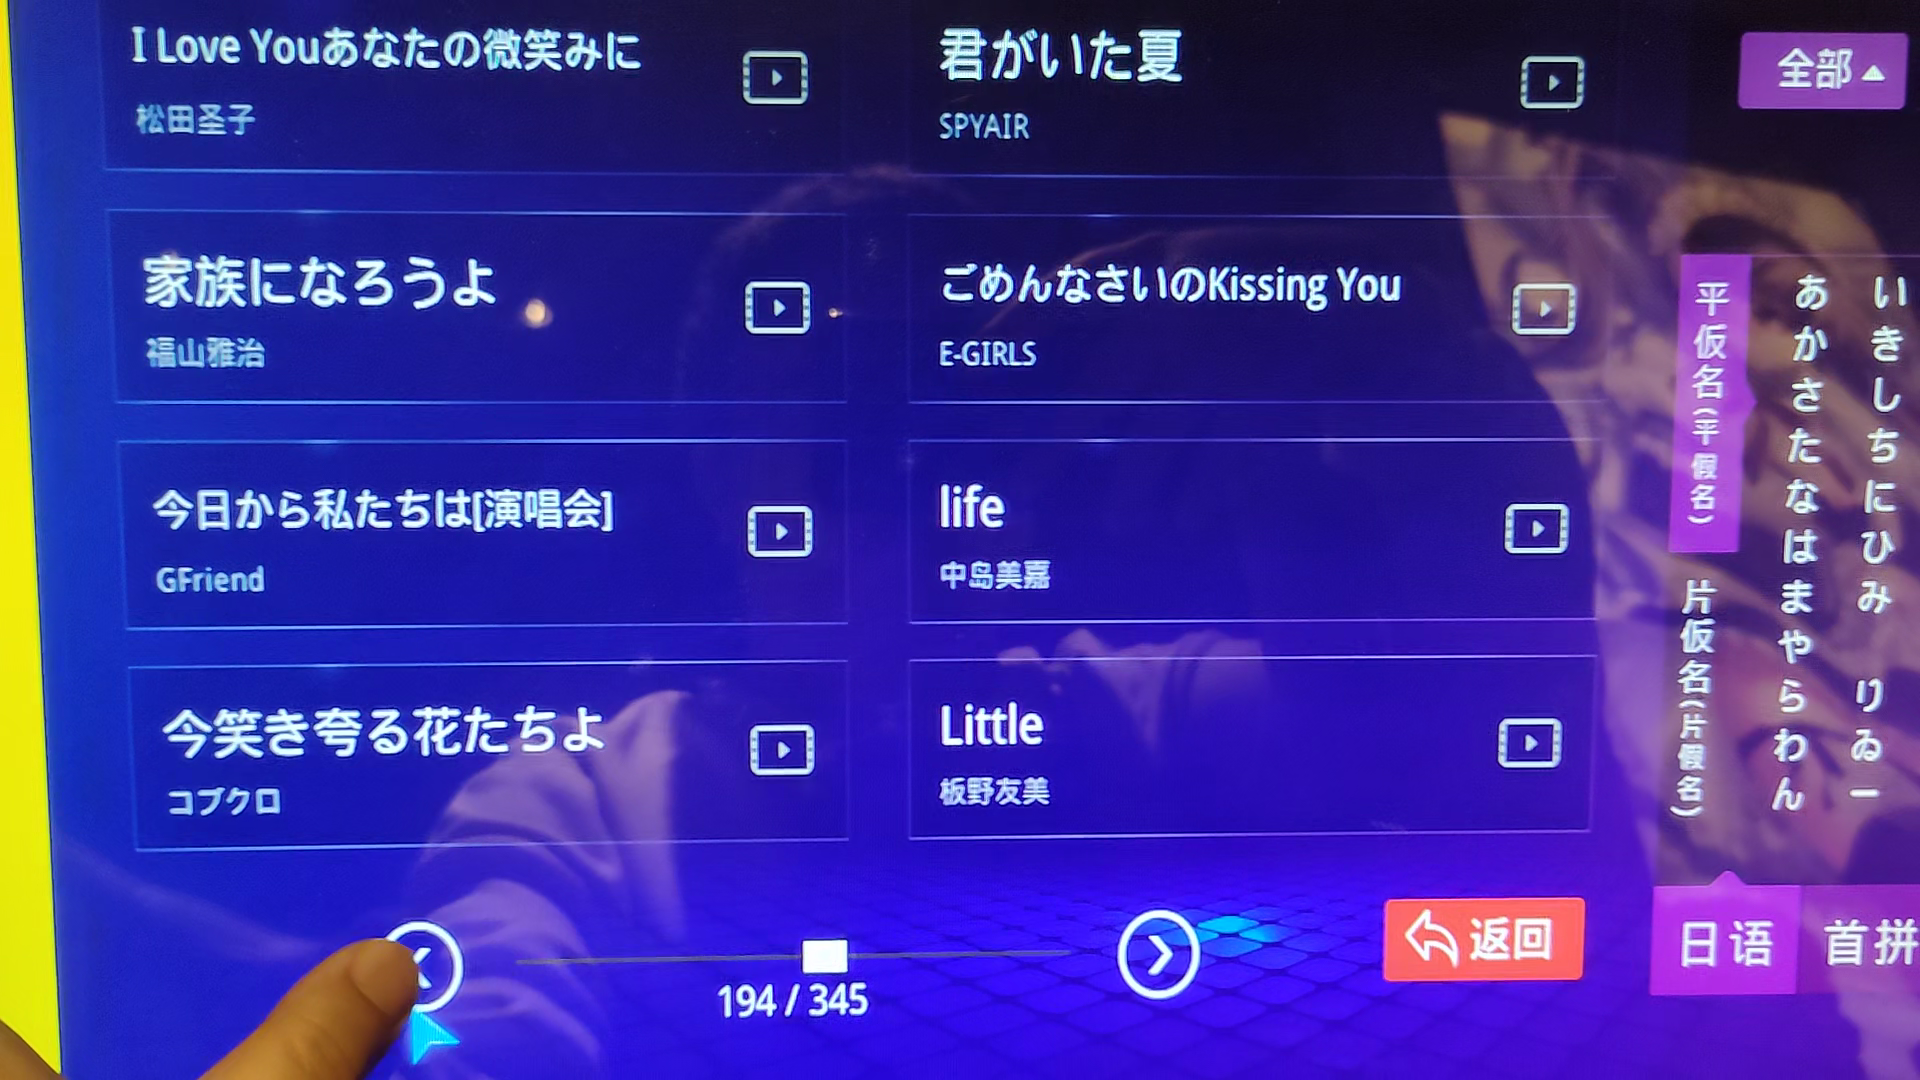 I Love Youあなたの微笑みに
松田圣子
君がいた夏
SPYAIR
家族になろうよ
福山雅治
ごめんなさいのKissing You
E-GIRLS
今日から私たちは[演唱会]
GFriend
life
中岛美嘉
今笑き夸る花たちよ
コブクロ
Little
板野友美
194 / 345
返回
全部
平仮名(平假名)
片仮名(片假名)
あかさたなはまやらわん
いきしちにひみ りゐー
日语
首拼